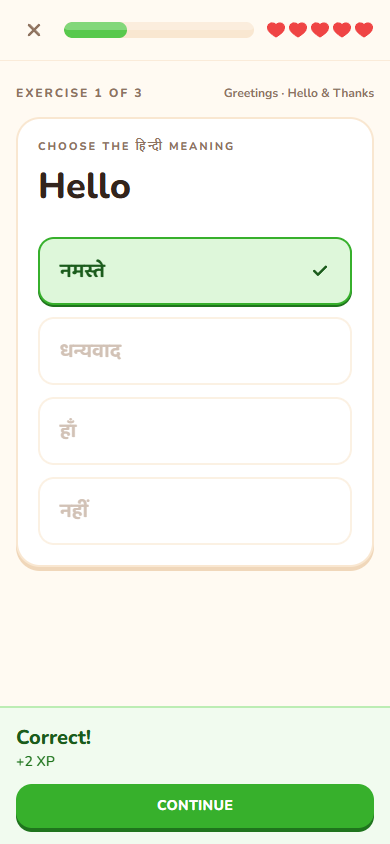 EXERCISE 1 OF 3
Greetings · Hello & Thanks
CHOOSE THE हिन्दी MEANING
Hello
नमस्ते
धन्यवाद
हाँ
नहीं
Correct!
+2 XP
CONTINUE